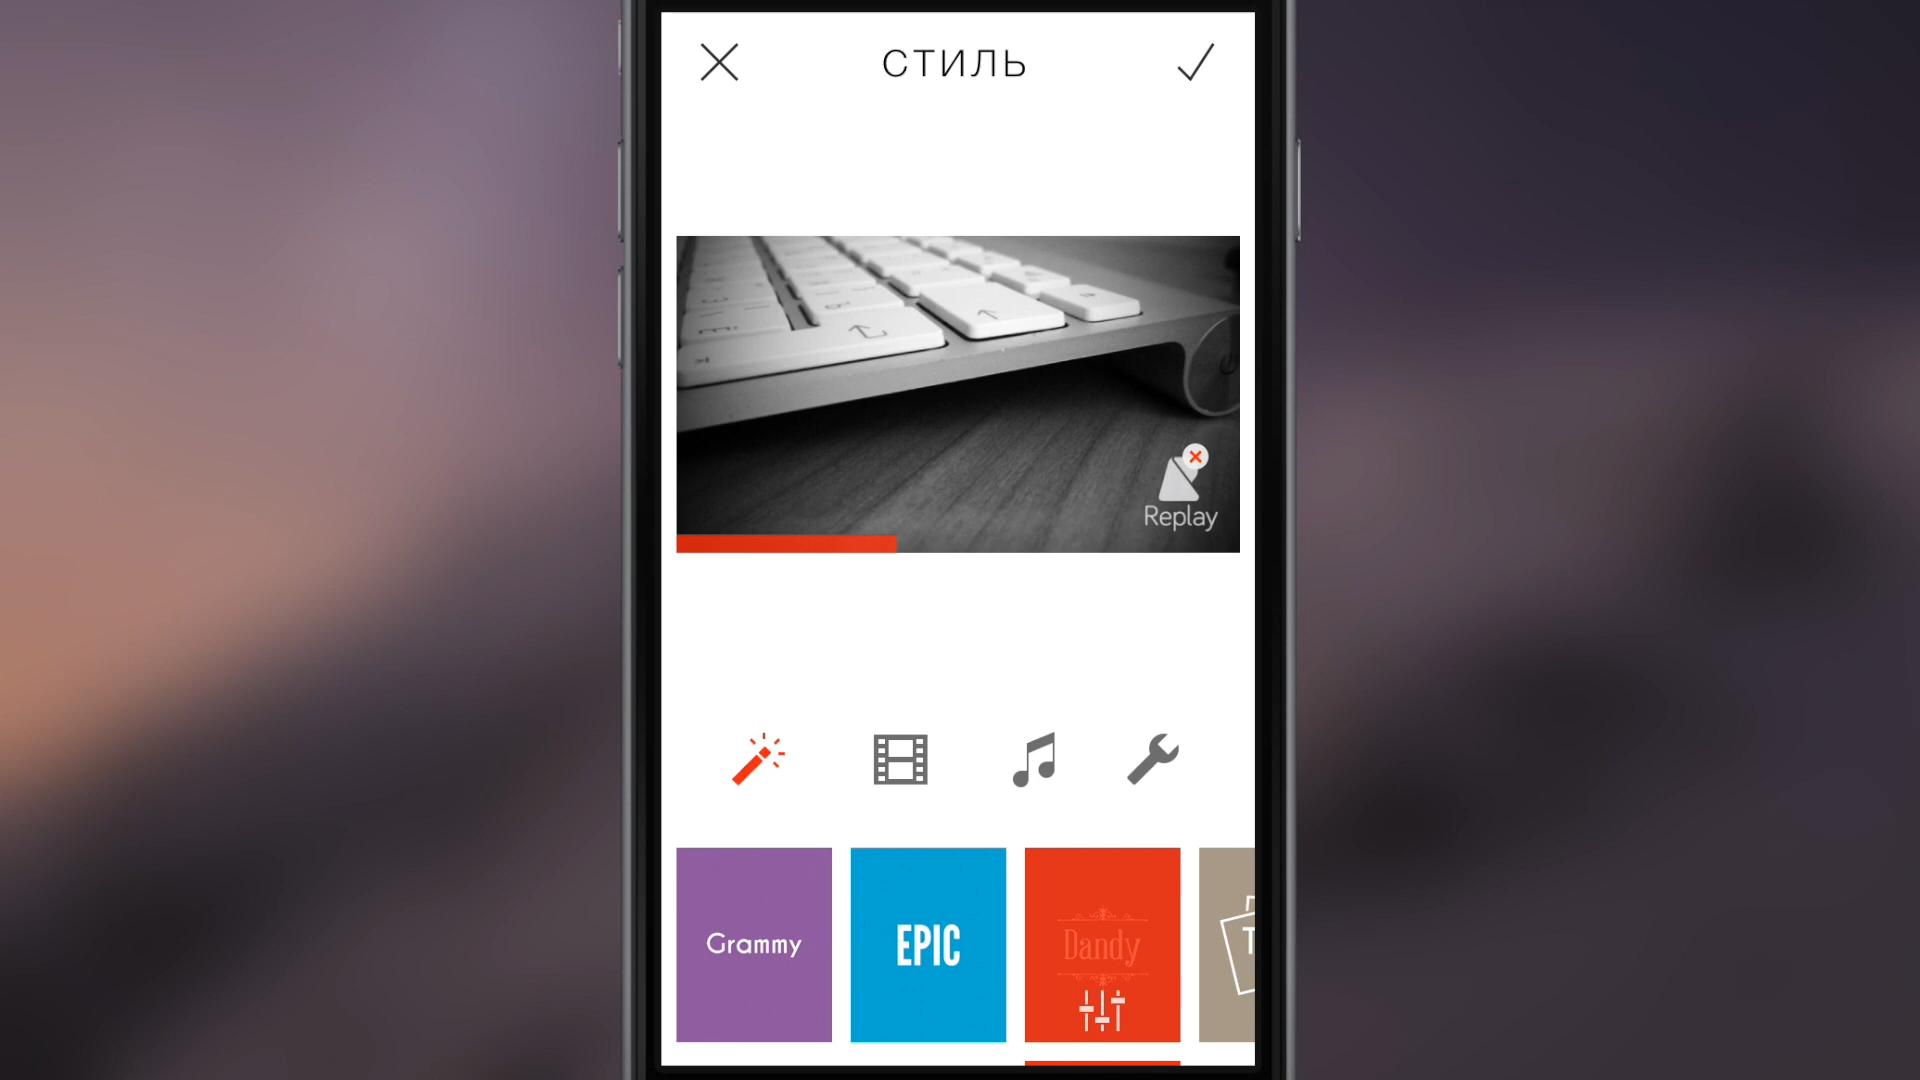 СТИЛЬ
Replay
Grammy
EPIC
Dandy